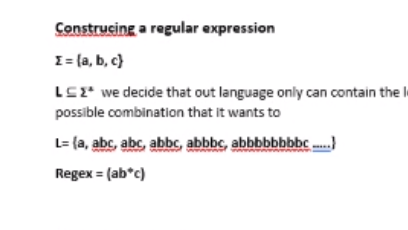 Construcing a regular expression
Σ = {a, b, c}
L ⊆ Σ* we decide that out language only can contain the
possible combination that it wants to
L= {a, abc, abc, abbc, abbbc, abbbbbbbbc …..}
Regex = (ab*c)